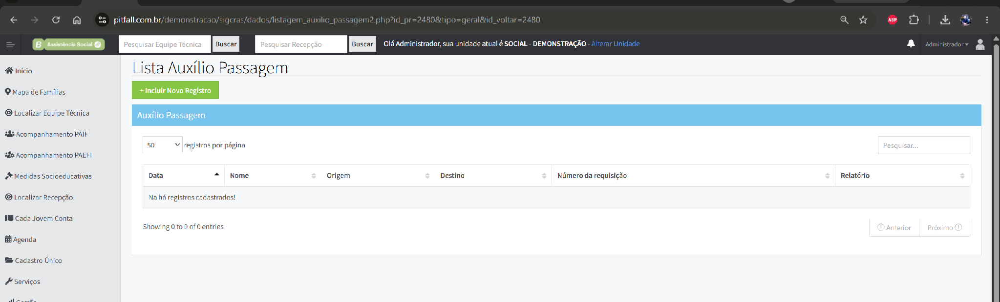 pitfall.com.br/demonstracao/sigcras/dados/listagem_auxilio_passagem2.php?id_pr=2480&tipo=geral&id_voltar=2480
ABP
B Assistência Social
Pesquisar Equipe Técnica Buscar Pesquisar Recepção Buscar Olá Administrador, sua unidade atual é SOCIAL - DEMONSTRAÇÃO - Alterar Unidade Administrador
Início
Mapa de Famílias
Localizar Equipe Técnica
Acompanhamento PAIF
Acompanhamento PAEFI
Medidas Socioeducativas
Localizar Recepção
Cada Jovem Conta
Agenda
Cadastro Único
Serviços
Gestão
Lista Auxílio Passagem
+ Incluir Novo Registro
Auxílio Passagem
50 registros por página Pesquisar...
Data Nome Origem Destino Número da requisição Relatório
Na há registros cadastrados!
Showing 0 to 0 of 0 entries
Anterior Próximo